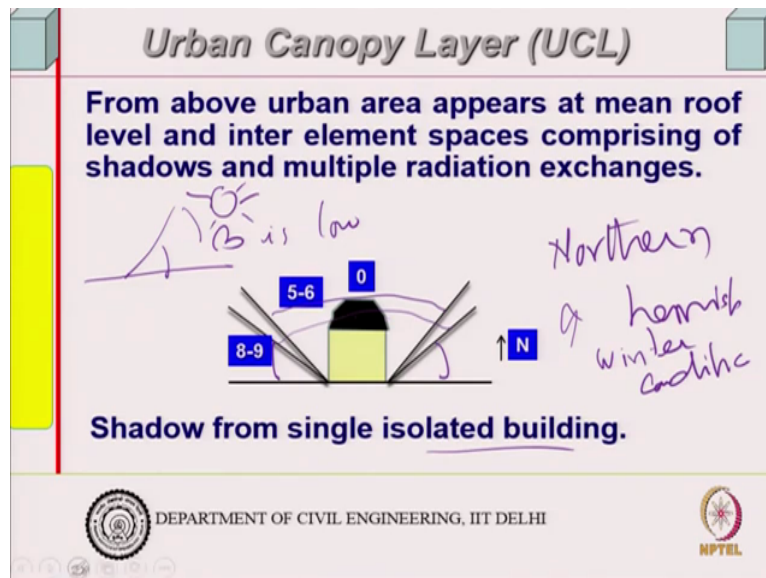 Urban Canopy Layer (UCL)
From above urban area appears at mean roof
level and inter element spaces comprising of
shadows and multiple radiation exchanges.
β is low
Northern
hemish
winter
5-6
0
8-9
↑ N
Shadow from single isolated building.
DEPARTMENT OF CIVIL ENGINEERING, IIT DELHI
NPTEL